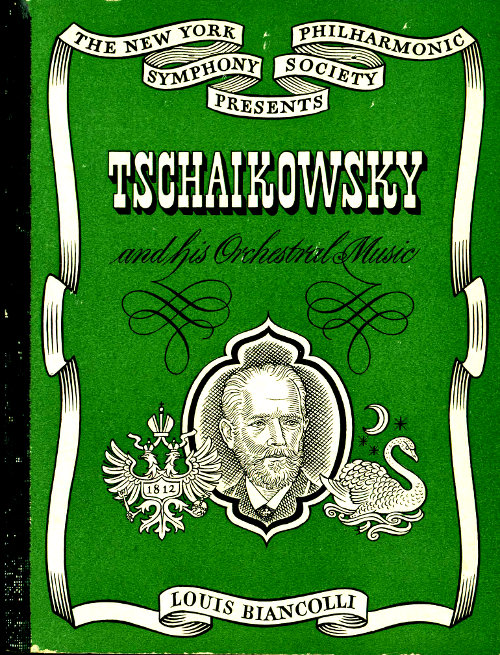 THE NEW YORK PHILHARMONIC
SYMPHONY SOCIETY
PRESENTS
TSCHAIKOWSKY
and his Orchestral Music
1812
LOUIS BIANCOLLI